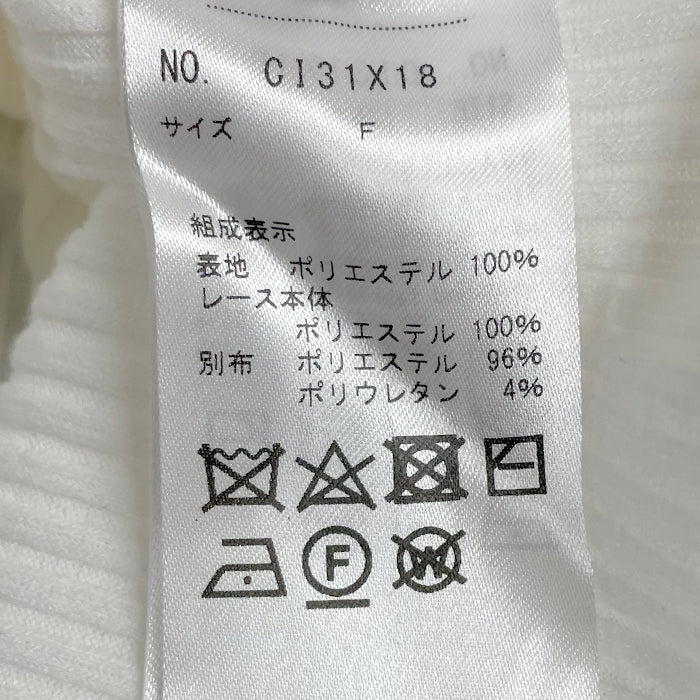 NO. CI31X18
サイズ F
組成表示
表地 ポリエステル 100%
レース本体
ポリエステル 100%
別布 ポリエステル 96%
ポリウレタン 4%
F
W